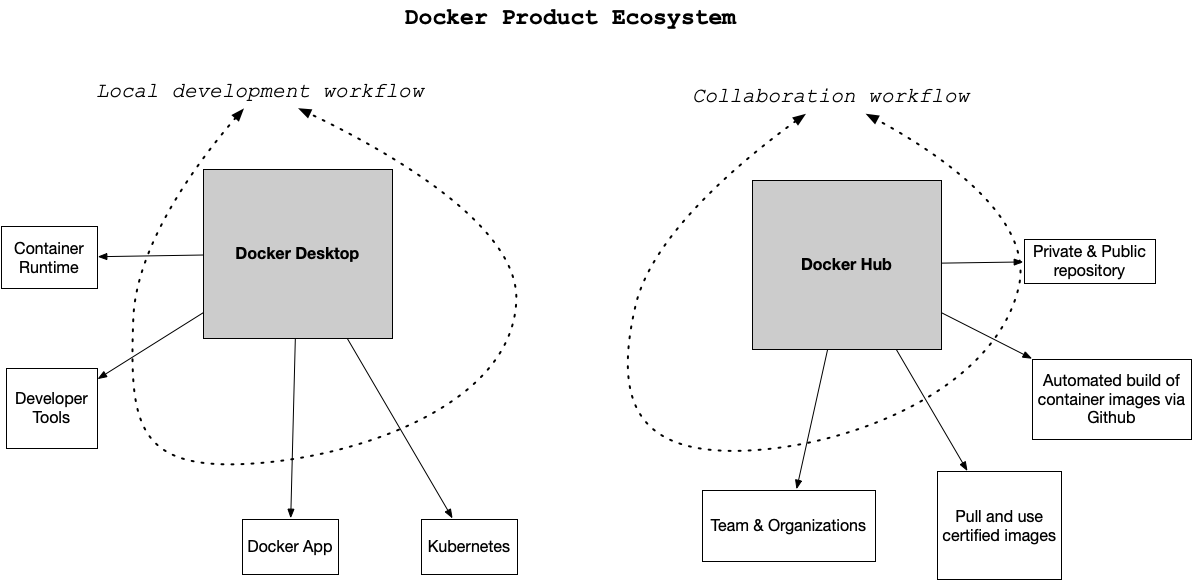 Docker Product Ecosystem
Local development workflow
Collaboration workflow
Docker Desktop
Container
Runtime
Developer
Tools
Docker App
Kubernetes
Docker Hub
Private & Public
repository
Automated build of
container images via
Github
Team & Organizations
Pull and use
certified images